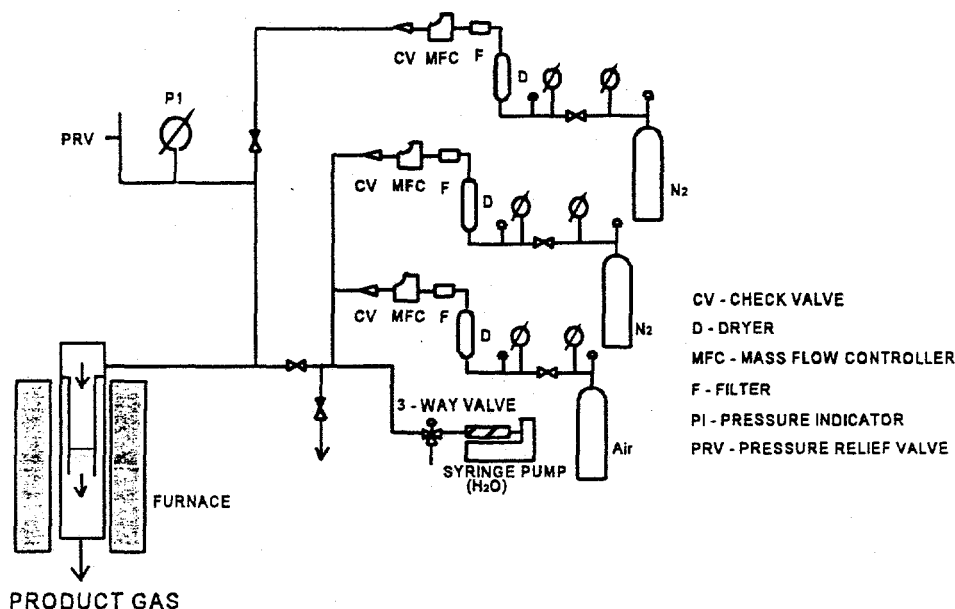 CV MFC F
D
P1
PRV
N2
CV MFC F
D
N2
CV MFC F
D
Air
3 - WAY VALVE
SYRINGE PUMP
(H2O)
FURNACE
PRODUCT GAS
CV - CHECK VALVE
D - DRYER
MFC - MASS FLOW CONTROLLER
F - FILTER
PI - PRESSURE INDICATOR
PRV - PRESSURE RELIEF VALVE